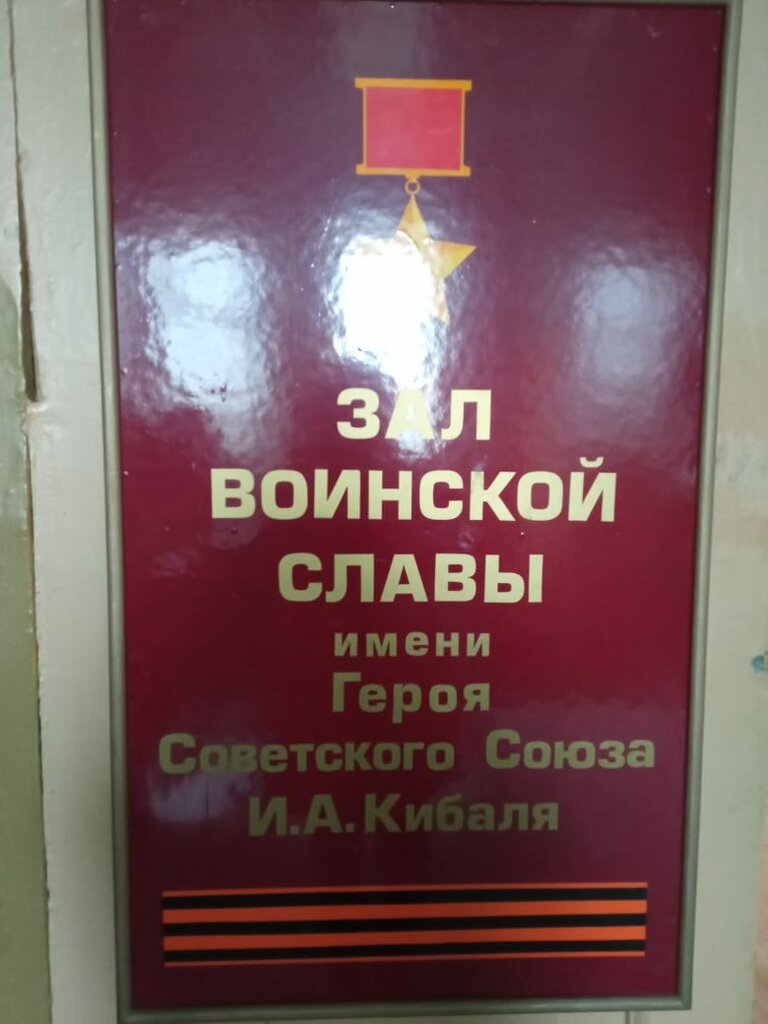 ЗАЛ
ВОИНСКОЙ
СЛАВЫ
имени
Героя
Советского Союза
И.А.Кибаля